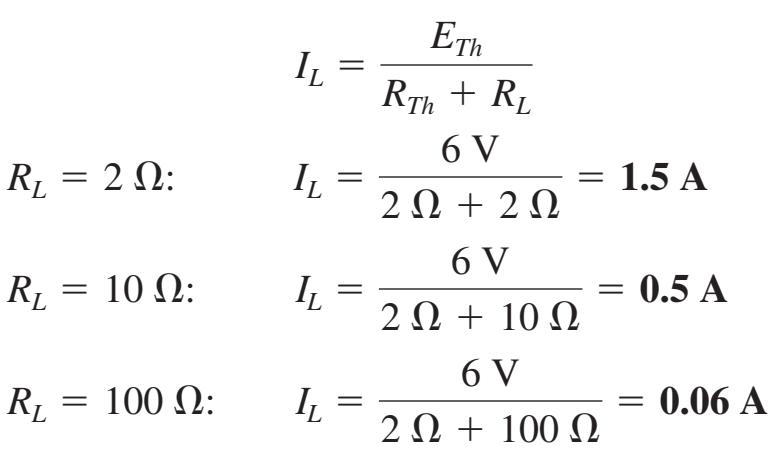 I_L = E_Th / (R_Th + R_L)
R_L = 2 Ω: I_L = 6 V / (2 Ω + 2 Ω) = 1.5 A
R_L = 10 Ω: I_L = 6 V / (2 Ω + 10 Ω) = 0.5 A
R_L = 100 Ω: I_L = 6 V / (2 Ω + 100 Ω) = 0.06 A